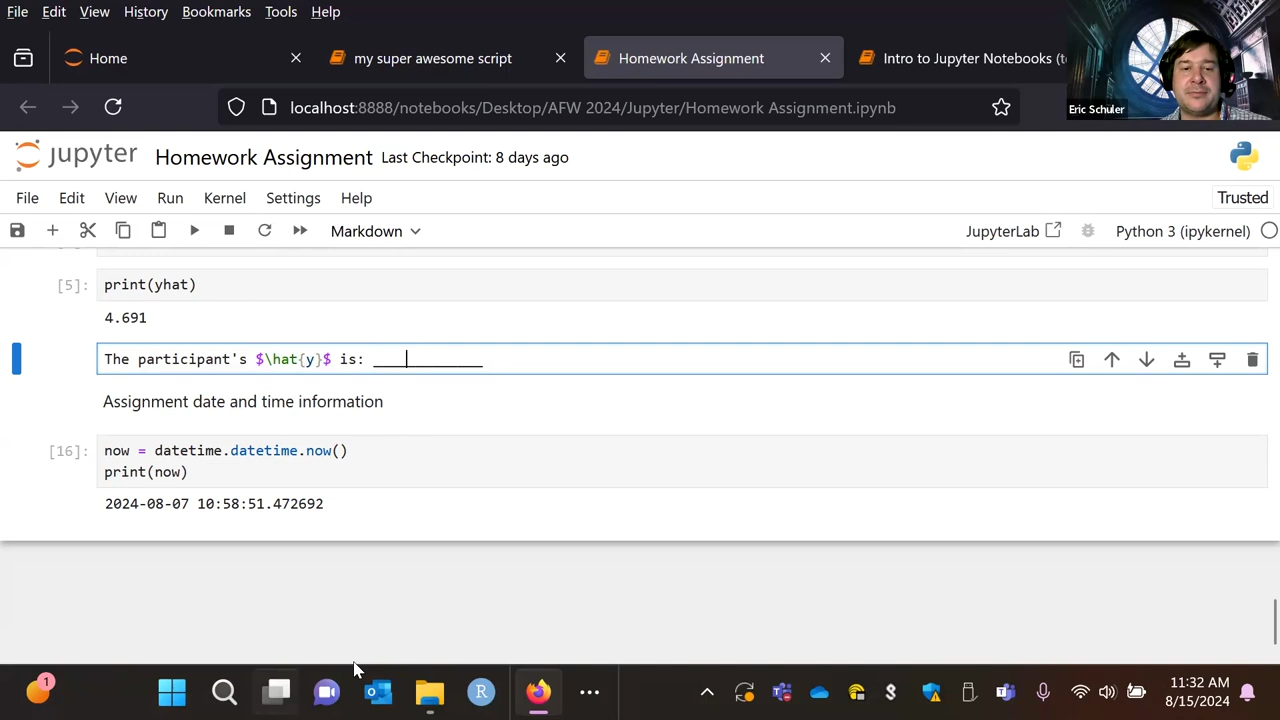 File Edit View History Bookmarks Tools Help
Home my super awesome script Homework Assignment Intro to Jupyter Notebooks (t
localhost:8888/notebooks/Desktop/AFW 2024/Jupyter/Homework Assignment.ipynb
Eric Schuler
jupyter Homework Assignment Last Checkpoint: 8 days ago
File Edit View Run Kernel Settings Help Trusted
Markdown JupyterLab Python 3 (ipykernel)
[5]: print(yhat)
4.691
The participant's $\hat{y}$ is: _____________
Assignment date and time information
[16]: now = datetime.datetime.now()
print(now)
2024-08-07 10:58:51.472692
1 R 11:32 AM
8/15/2024